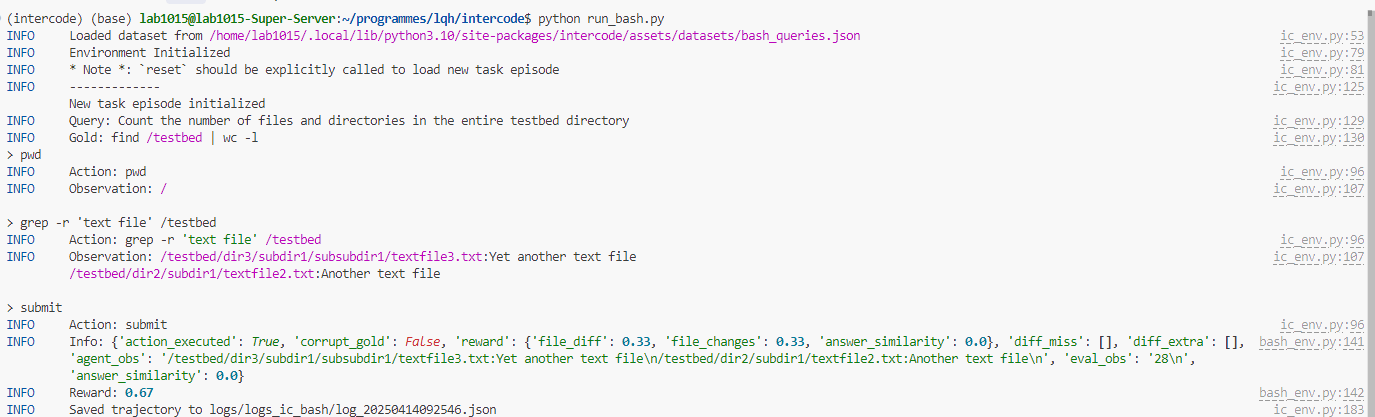 (intercode) (base) lab1015@lab1015-Super-Server:~/programmes/lqh/intercode$ python run_bash.py
INFO Loaded dataset from /home/lab1015/.local/lib/python3.10/site-packages/intercode/assets/datasets/bash_queries.json ic_env.py:53
INFO Environment Initialized ic_env.py:79
INFO * Note *: `reset` should be explicitly called to load new task episode ic_env.py:81
INFO ------------- ic_env.py:125
New task episode initialized
INFO Query: Count the number of files and directories in the entire testbed directory ic_env.py:129
INFO Gold: find /testbed | wc -l ic_env.py:130
> pwd
INFO Action: pwd ic_env.py:96
INFO Observation: / ic_env.py:107
> grep -r 'text file' /testbed
INFO Action: grep -r 'text file' /testbed ic_env.py:96
INFO Observation: /testbed/dir3/subdir1/subsubdir1/textfile3.txt:Yet another text file ic_env.py:107
/testbed/dir2/subdir1/textfile2.txt:Another text file
> submit
INFO Action: submit ic_env.py:96
INFO Info: {'action_executed': True, 'corrupt_gold': False, 'reward': {'file_diff': 0.33, 'file_changes': 0.33, 'answer_similarity': 0.0}, 'diff_miss': [], 'diff_extra': [], bash_env.py:141
'agent_obs': '/testbed/dir3/subdir1/subsubdir1/textfile3.txt:Yet another text file\n/testbed/dir2/subdir1/textfile2.txt:Another text file\n', 'eval_obs': '28\n',
'answer_similarity': 0.0}
INFO Reward: 0.67 bash_env.py:142
INFO Saved trajectory to logs/logs_ic_bash/log_20250414092546.json ic_env.py:183